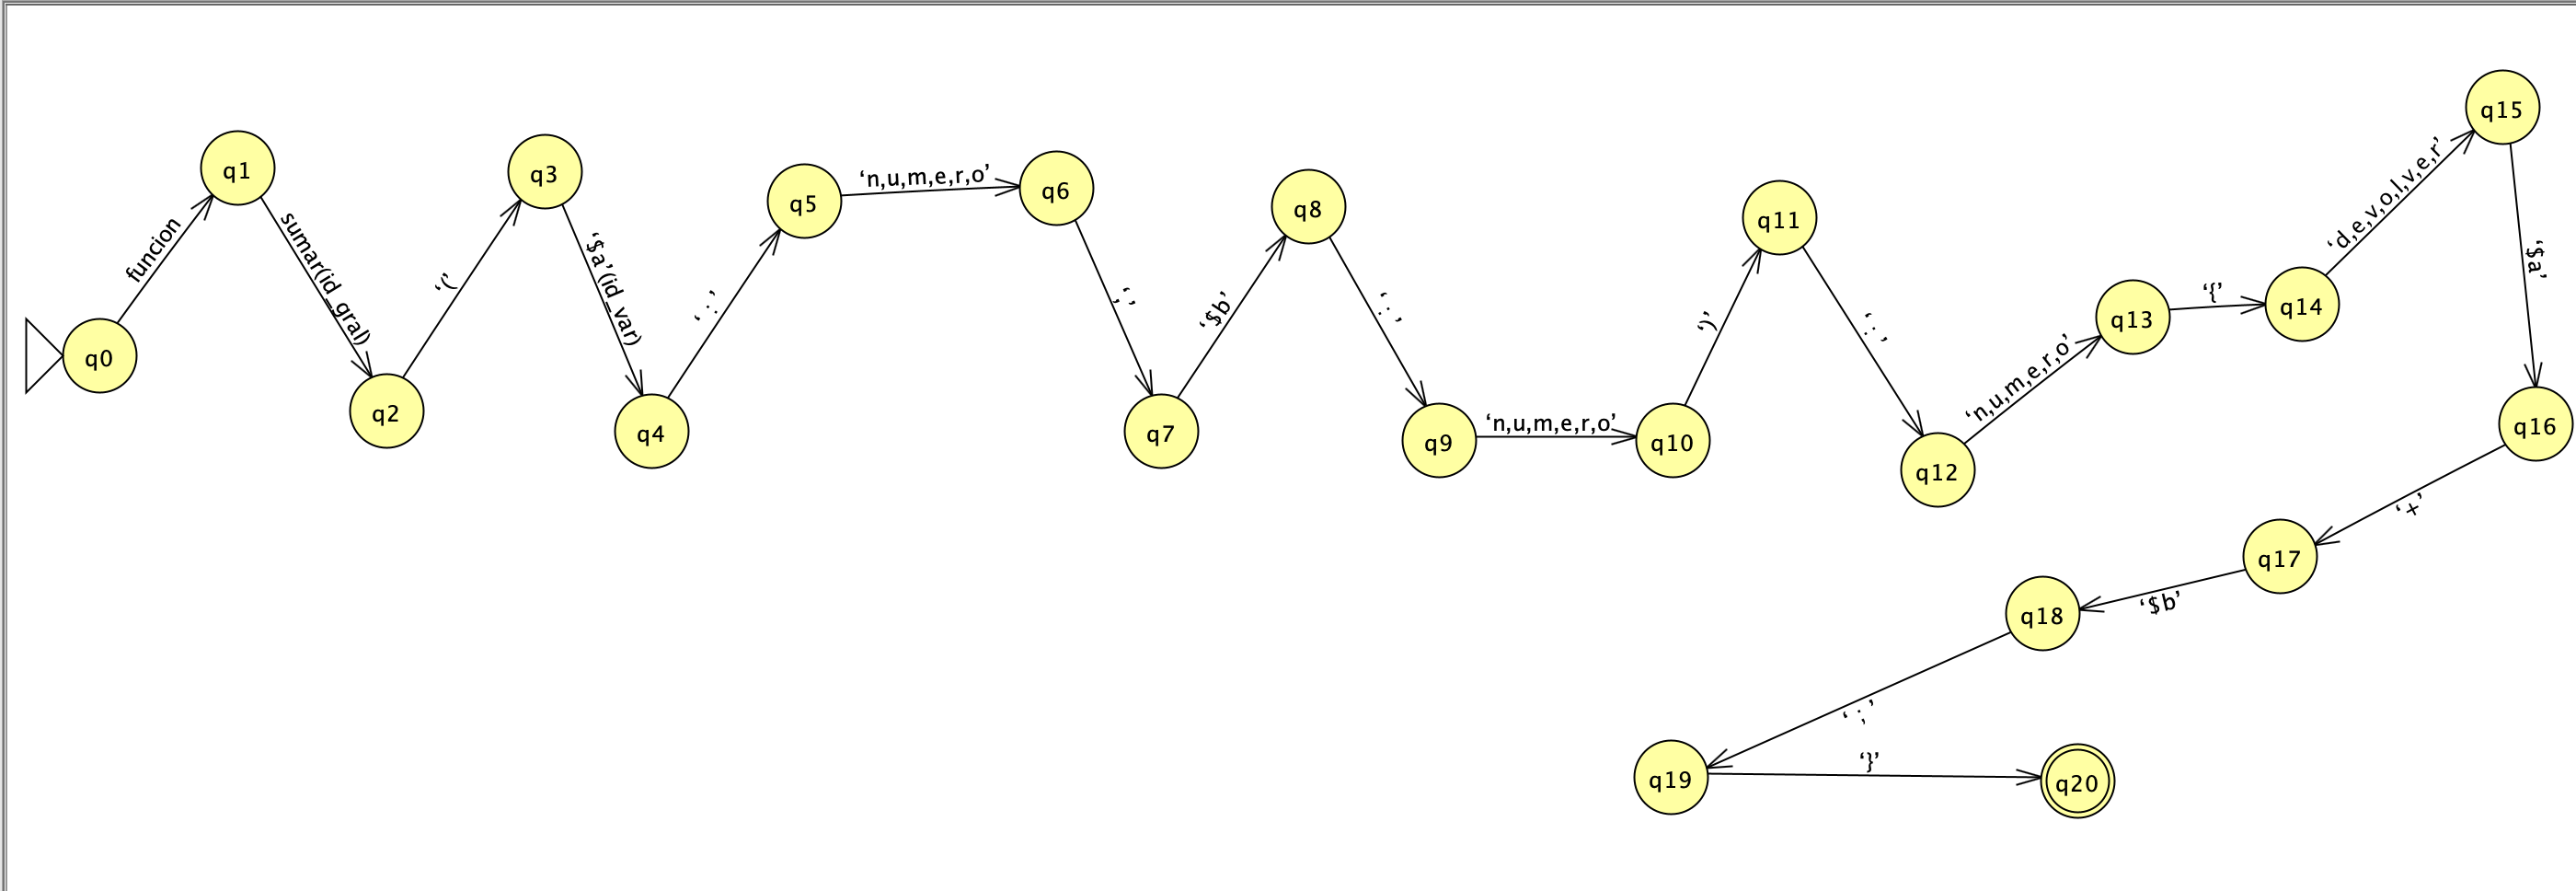 q0
funcion
q1
sumar(id_gral)
q2
‘(’
q3
‘$a’(id_var)
q4
‘ : ’
q5
‘n,u,m,e,r,o’
q6
,‘ ’
q7
‘$b’
q8
‘ : ’
q9
‘n,u,m,e,r,o’
q10
‘)’
q11
‘ : ’
q12
‘n,u,m,e,r,o’
q13
‘{’
q14
‘d,e,v,o,l,v,e,r’
q15
‘$a’
q16
‘+’
q17
‘$b’
q18
‘ ; ’
q19
‘}’
q20